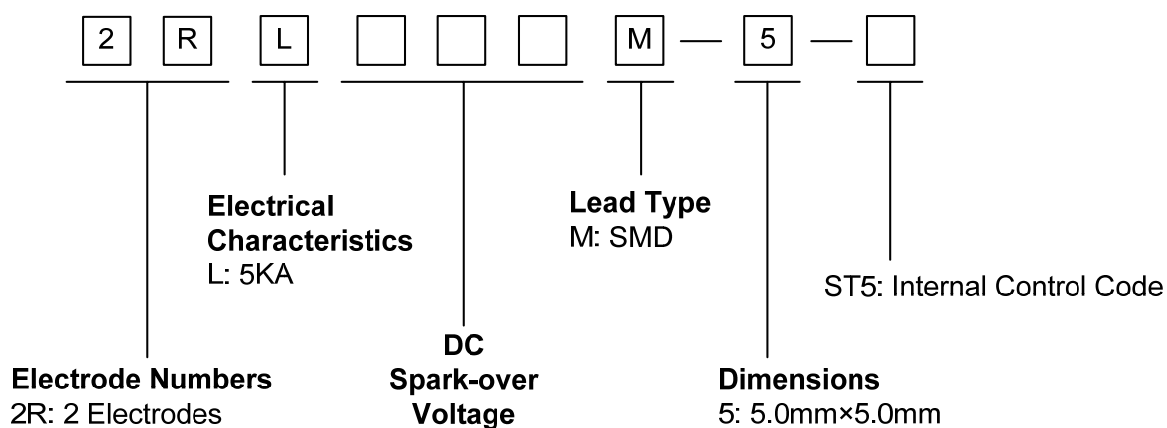 2 R L M — 5 —
Electrical
Characteristics
L: 5KA
Lead Type
M: SMD
ST5: Internal Control Code
DC
Spark-over
Voltage
Electrode Numbers
2R: 2 Electrodes
Dimensions
5: 5.0mm×5.0mm